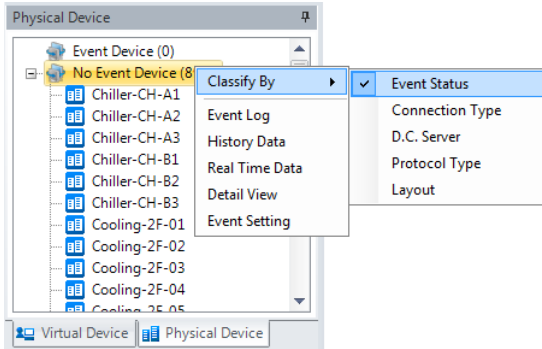 Physical Device
Event Device (0)
No Event Device (8
Chiller-CH-A1
Chiller-CH-A2
Chiller-CH-A3
Chiller-CH-B1
Chiller-CH-B2
Chiller-CH-B3
Cooling-2F-01
Cooling-2F-02
Cooling-2F-03
Cooling-2F-04
Cooling-2F-05
Virtual Device
Physical Device
Classify By
Event Log
History Data
Real Time Data
Detail View
Event Setting
Event Status
Connection Type
D.C. Server
Protocol Type
Layout